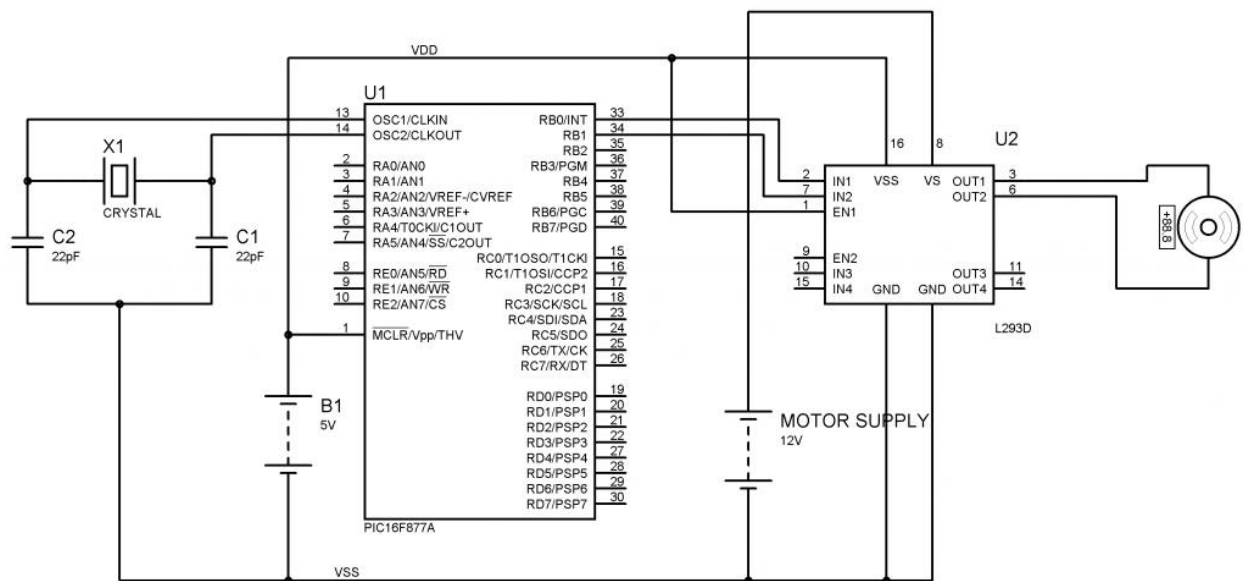 VDD
U1
13 OSC1/CLKIN RB0/INT 33
14 OSC2/CLKOUT RB1 34
RB2 35
2 RA0/AN0 RB3/PGM 36
3 RA1/AN1 RB4 37
4 RA2/AN2/VREF-/CVREF RB5 38
5 RA3/AN3/VREF+ RB6/PGC 39
6 RA4/T0CKI/C1OUT RB7/PGD 40
7 RA5/AN4/SS/C2OUT
RC0/T1OSO/T1CKI 15
8 RE0/AN5/RD RC1/T1OSI/CCP2 16
9 RE1/AN6/WR RC2/CCP1 17
10 RE2/AN7/CS RC3/SCK/SCL 18
RC4/SDI/SDA 23
1 MCLR/Vpp/THV RC5/SDO 24
RC6/TX/CK 25
RC7/RX/DT 26
RD0/PSP0 19
RD1/PSP1 20
RD2/PSP2 21
RD3/PSP3 22
RD4/PSP4 27
RD5/PSP5 28
RD6/PSP6 29
RD7/PSP7 30
PIC16F877A
X1
CRYSTAL
C2
22pF
C1
22pF
B1
5V
VSS
MOTOR SUPPLY
12V
U2
16 8
VSS VS
2 IN1 OUT1 3
7 IN2 OUT2 6
1 EN1
9 EN2
10 IN3 OUT3 11
15 IN4 OUT4 14
GND GND
L293D
+88.8